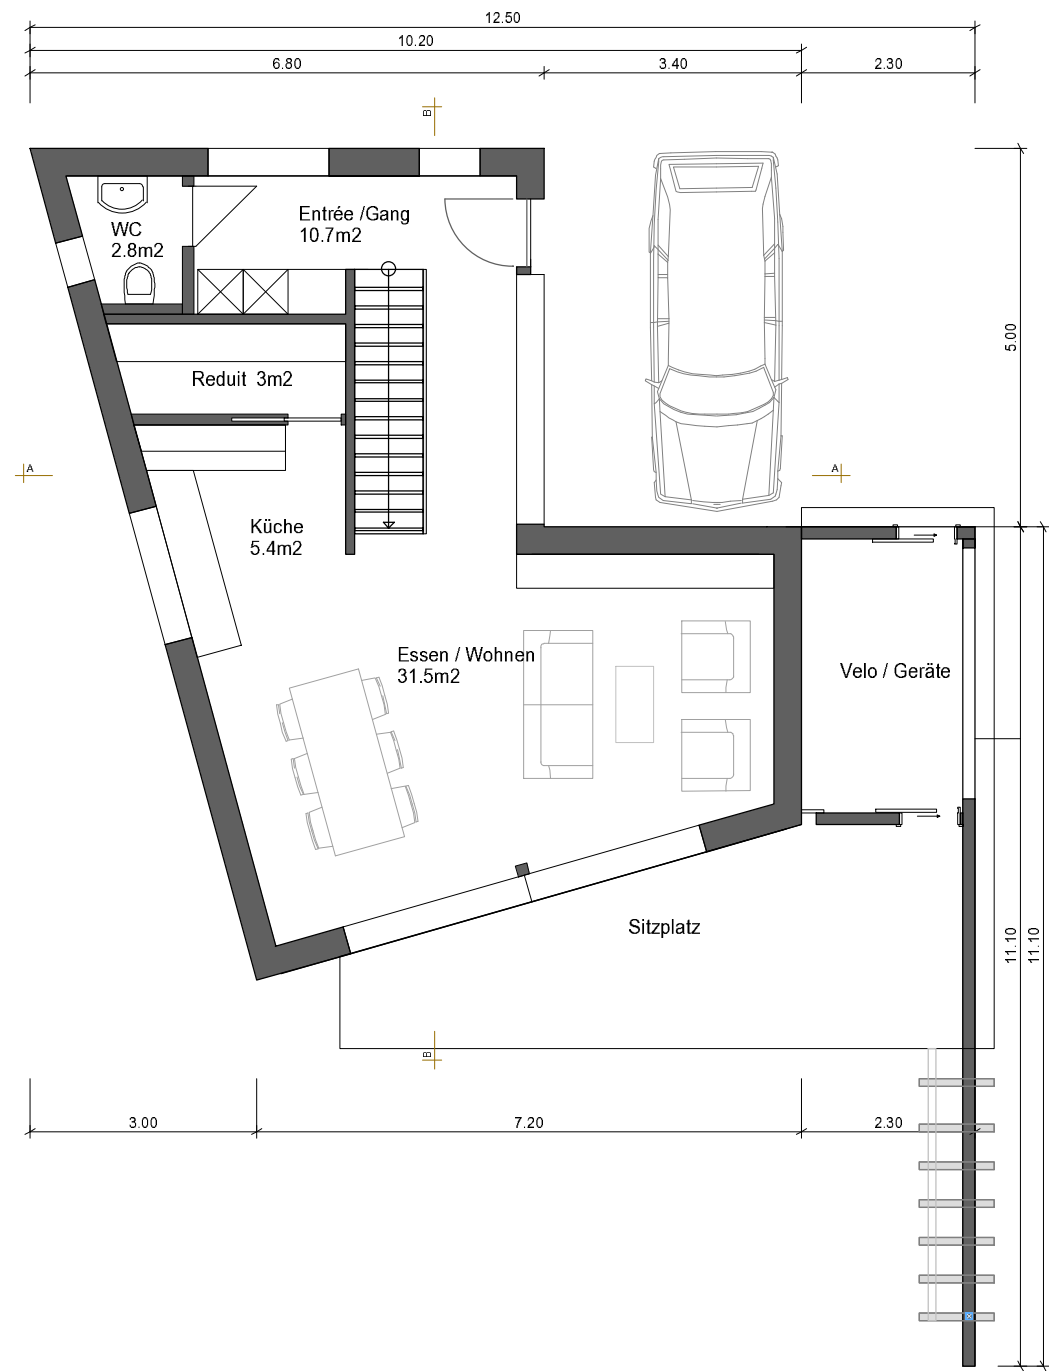 12.50
10.20
6.80
3.40
2.30
B
Entrée /Gang
10.7m2
WC
2.8m2
5.00
Reduit  3m2
A
A
Küche
5.4m2
Essen / Wohnen
31.5m2
Velo / Geräte
Sitzplatz
11.10
11.10
B
3.00
7.20
2.30